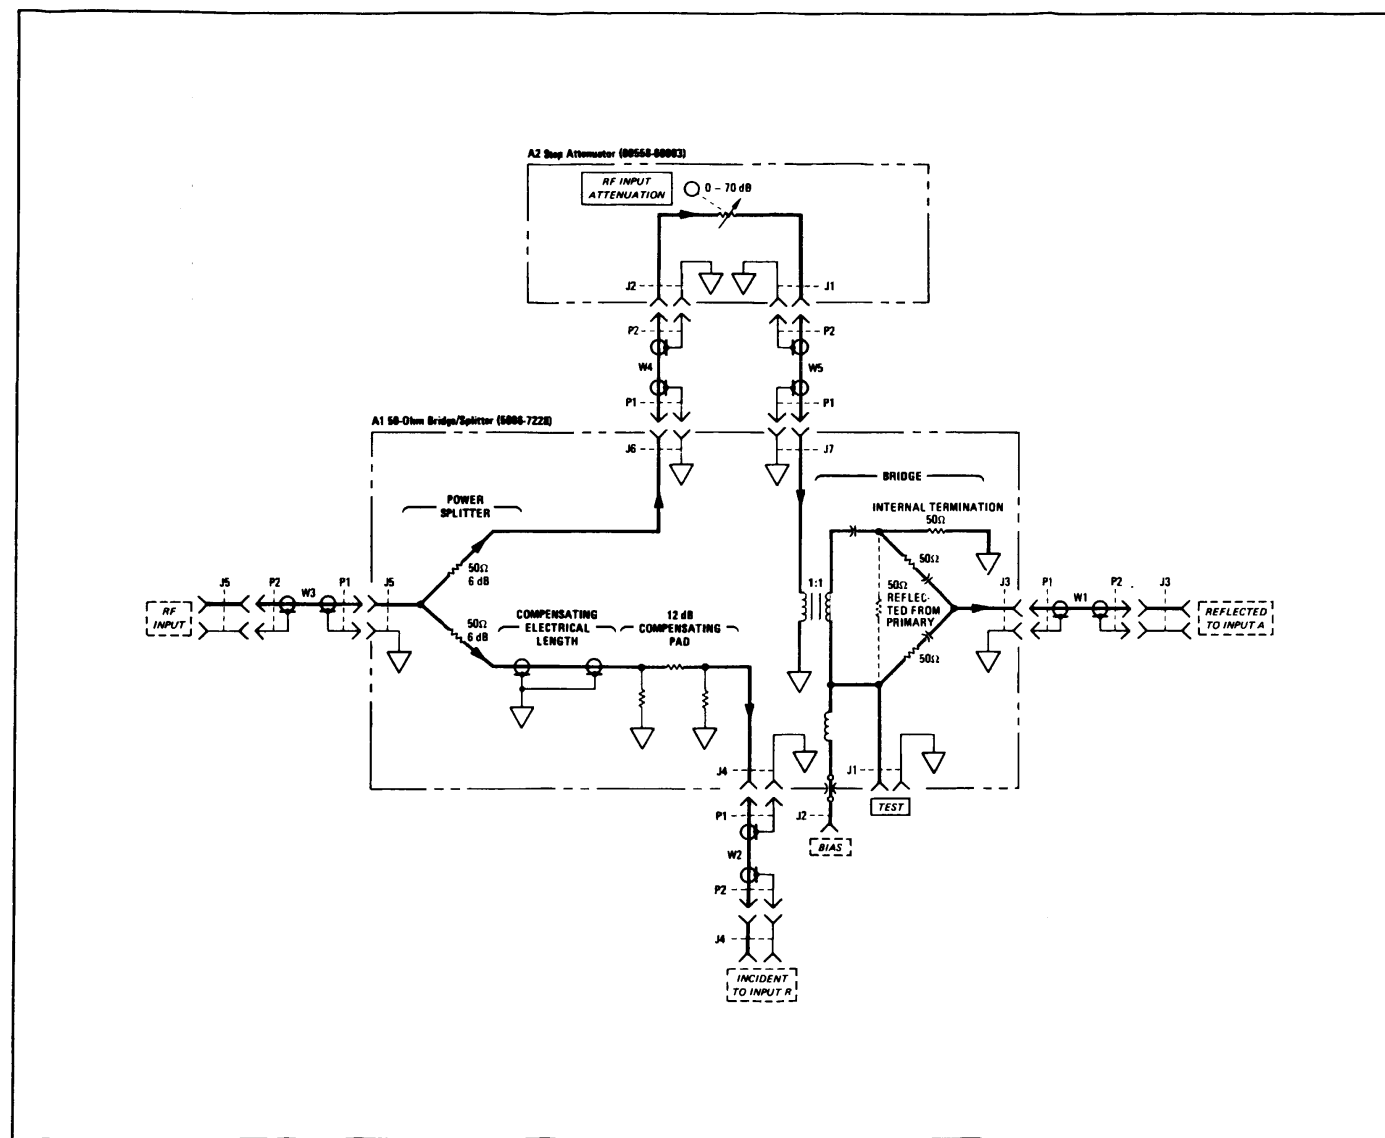 A2 Step Attenuator (00558-60003)
RF INPUT
ATTENUATION
0 – 70 dB
J2
J1
P2
P2
W4
W5
P1
P1
A1 50-Ohm Bridge/Splitter (5086-7228)
J6
J7
BRIDGE
POWER
SPLITTER
INTERNAL TERMINATION
50Ω
50Ω
6 dB
50Ω
1:1
50Ω
REFLEC-
TED FROM
PRIMARY
J5
P2
W3
P1
J5
RF
INPUT
50Ω
6 dB
COMPENSATING
ELECTRICAL
LENGTH
12 dB
COMPENSATING
PAD
50Ω
J3
P1
W1
P2
J3
REFLECTED
TO INPUT A
J4
J1
P1
J2
TEST
BIAS
W2
P2
J4
INCIDENT
TO INPUT R